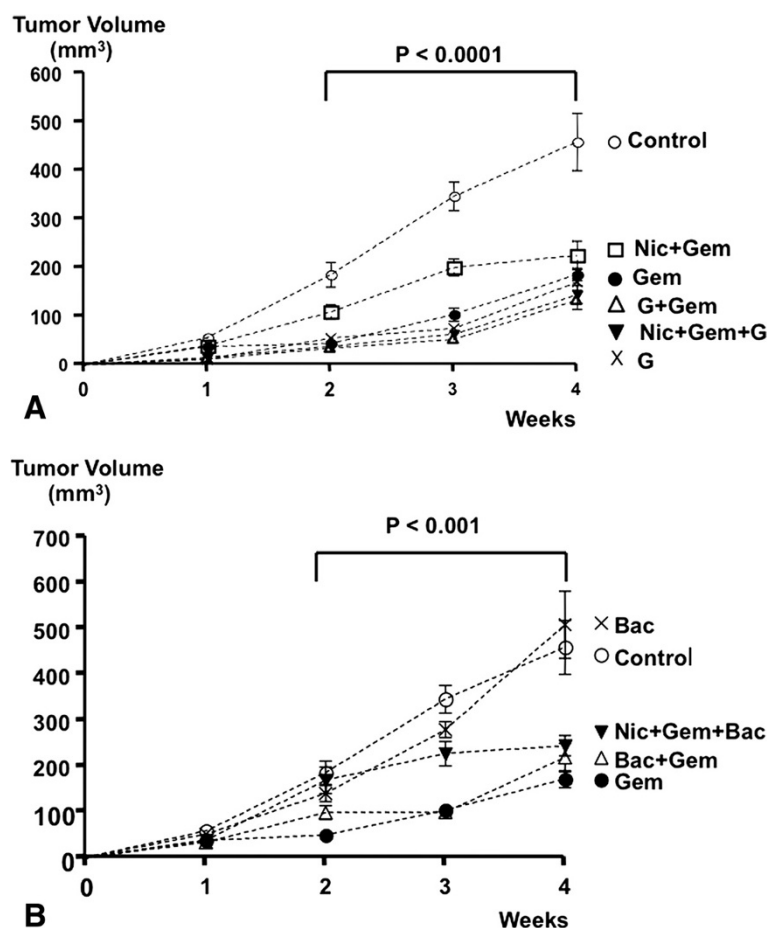 Tumor Volume
(mm³)
P < 0.0001
600
500
400
300
200
100
0
Control
Nic+Gem
Gem
G+Gem
Nic+Gem+G
G
0 1 2 3 4
A
Weeks
Tumor Volume
(mm³)
P < 0.001
700
600
500
400
300
200
100
0
Bac
Control
Nic+Gem+Bac
Bac+Gem
Gem
0 1 2 3 4
B
Weeks